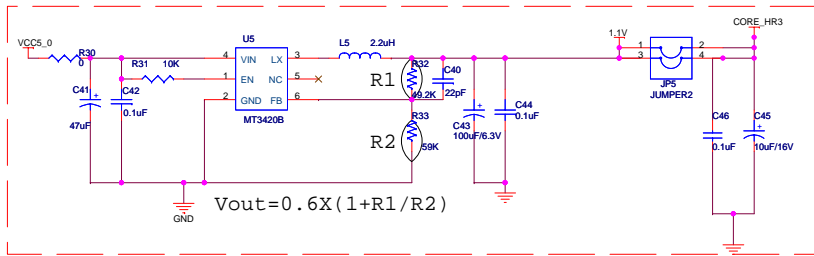 CORE_HR3
VCC5_0
1.1V
U5
L5 2.2uH
R30
0
R31 10K
4 VIN LX 3
1 EN NC 5
2 GND FB 6
MT3420B
R1
R32
49.2K
C40
22pF
1 2
3 4
JP5
JUMPER2
C41
47uF
C42
0.1uF
R2
R33
59K
C43
100uF/6.3V
C44
0.1uF
C46
0.1uF
C45
10uF/16V
GND
Vout=0.6X(1+R1/R2)